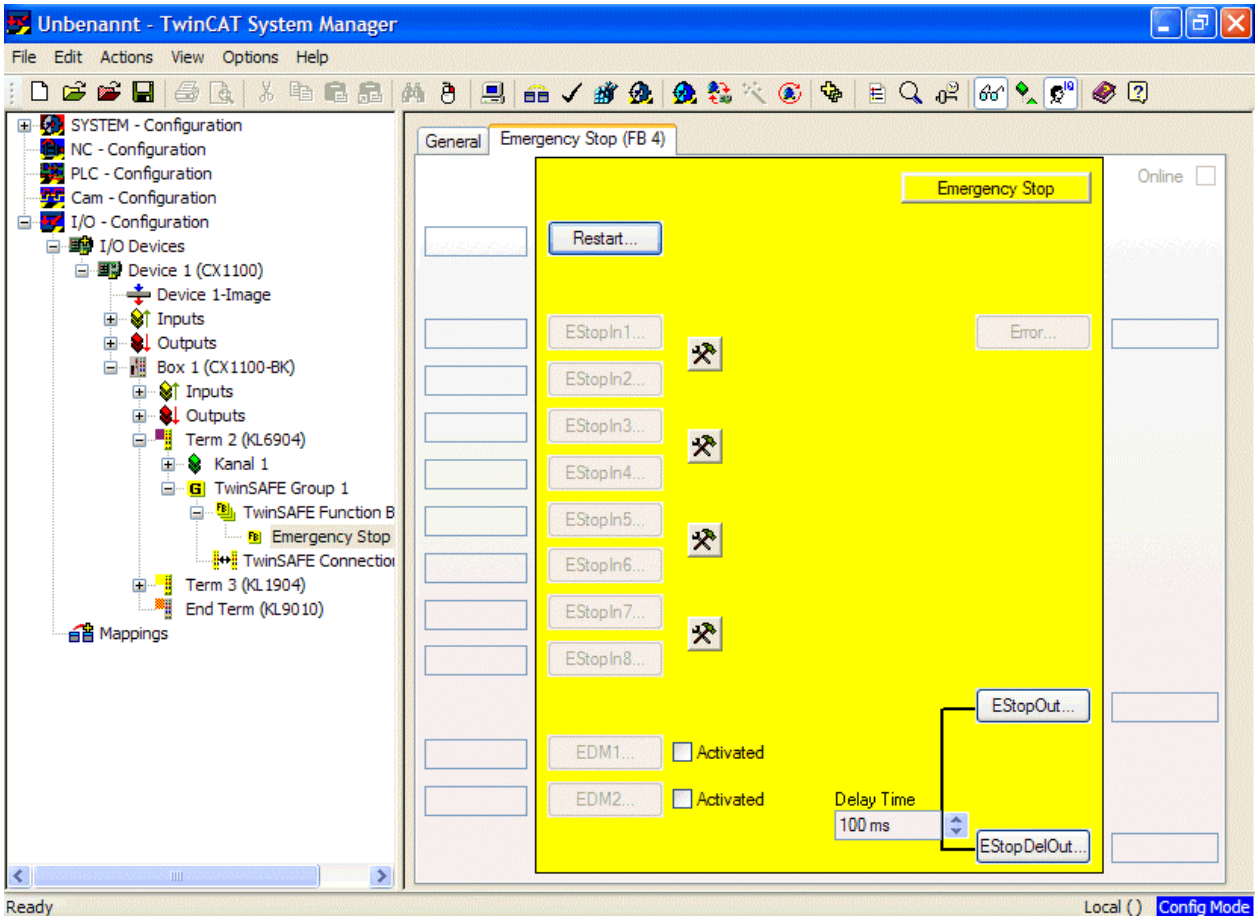 Unbenannt - TwinCAT System Manager
File Edit Actions View Options Help
SYSTEM - Configuration
NC - Configuration
PLC - Configuration
Cam - Configuration
I/O - Configuration
I/O Devices
Device 1 (CX1100)
Device 1-Image
Inputs
Outputs
Box 1 (CX1100-BK)
Inputs
Outputs
Term 2 (KL6904)
Kanal 1
TwinSAFE Group 1
TwinSAFE Function B
Emergency Stop
TwinSAFE Connection
Term 3 (KL1904)
End Term (KL9010)
Mappings
General Emergency Stop (FB 4)
Emergency Stop
Online
Restart...
EStopIn1...
Error...
EStopIn2...
EStopIn3...
EStopIn4...
EStopIn5...
EStopIn6...
EStopIn7...
EStopIn8...
EStopOut...
EDM1... Activated
EDM2... Activated
Delay Time
100 ms
EStopDelOut...
Ready
Local () Config Mode